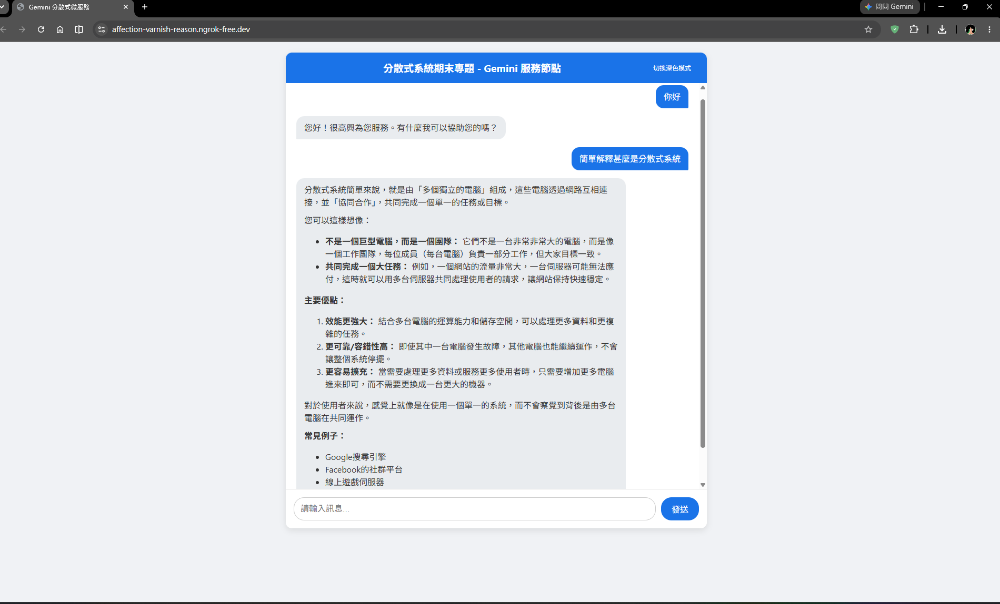 Gemini 分散式微服務
問問 Gemini
affection-varnish-reason.ngrok-free.dev
分散式系統期末專題 - Gemini 服務節點
切換深色模式
你好
您好！很高興為您服務。有什麼我可以協助您的嗎？
簡單解釋甚麼是分散式系統
分散式系統簡單來說，就是由「多個獨立的電腦」組成，這些電腦透過網路互相連
接，並「協同合作」，共同完成一個單一的任務或目標。
您可以這樣想像：
• 不是一個巨型電腦，而是一個團隊： 它們不是一台非常非常大的電腦，而是像
一個工作團隊，每位成員（每台電腦）負責一部分工作，但大家目標一致。
• 共同完成一個大任務： 例如，一個網站的流量非常大，一台伺服器可能無法應
付，這時就可以用多台伺服器共同處理使用者的請求，讓網站保持快速穩定。
主要優點：
1. 效能更強大： 結合多台電腦的運算能力和儲存空間，可以處理更多資料和更複
雜的任務。
2. 更可靠/容錯性高： 即使其中一台電腦發生故障，其他電腦也能繼續運作，不會
讓整個系統停擺。
3. 更容易擴充： 當需要處理更多資料或服務更多使用者時，只需要增加更多電腦
進來即可，而不需要更換成一台更大的機器。
對於使用者來說，感覺上就像是在使用一個單一的系統，而不會察覺到背後是由多台
電腦在共同運作。
常見例子：
• Google搜尋引擎
• Facebook的社群平台
• 線上遊戲伺服器
請輸入訊息...
發送